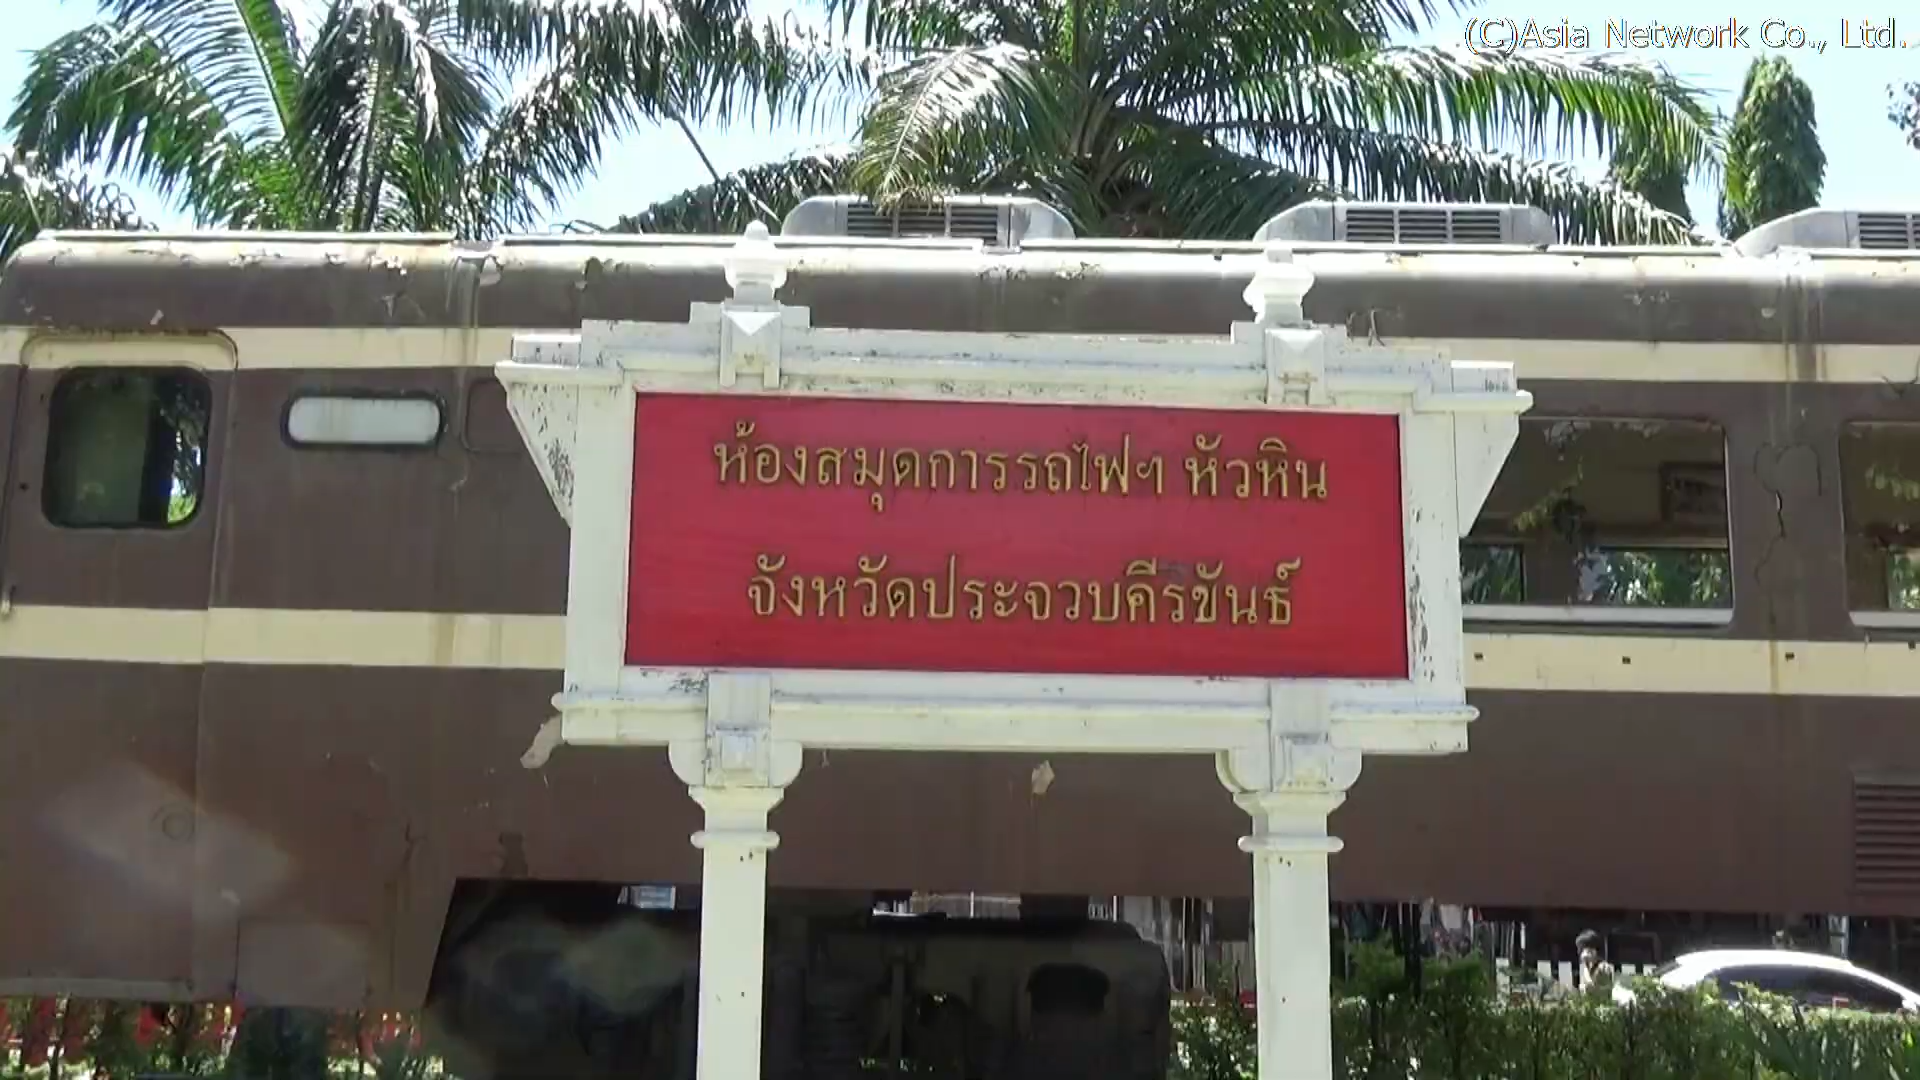 (C)Asia Network Co., Ltd.
ห้องสมุดการรถไฟฯ หัวหิน
จังหวัดประจวบคีรีขันธ์